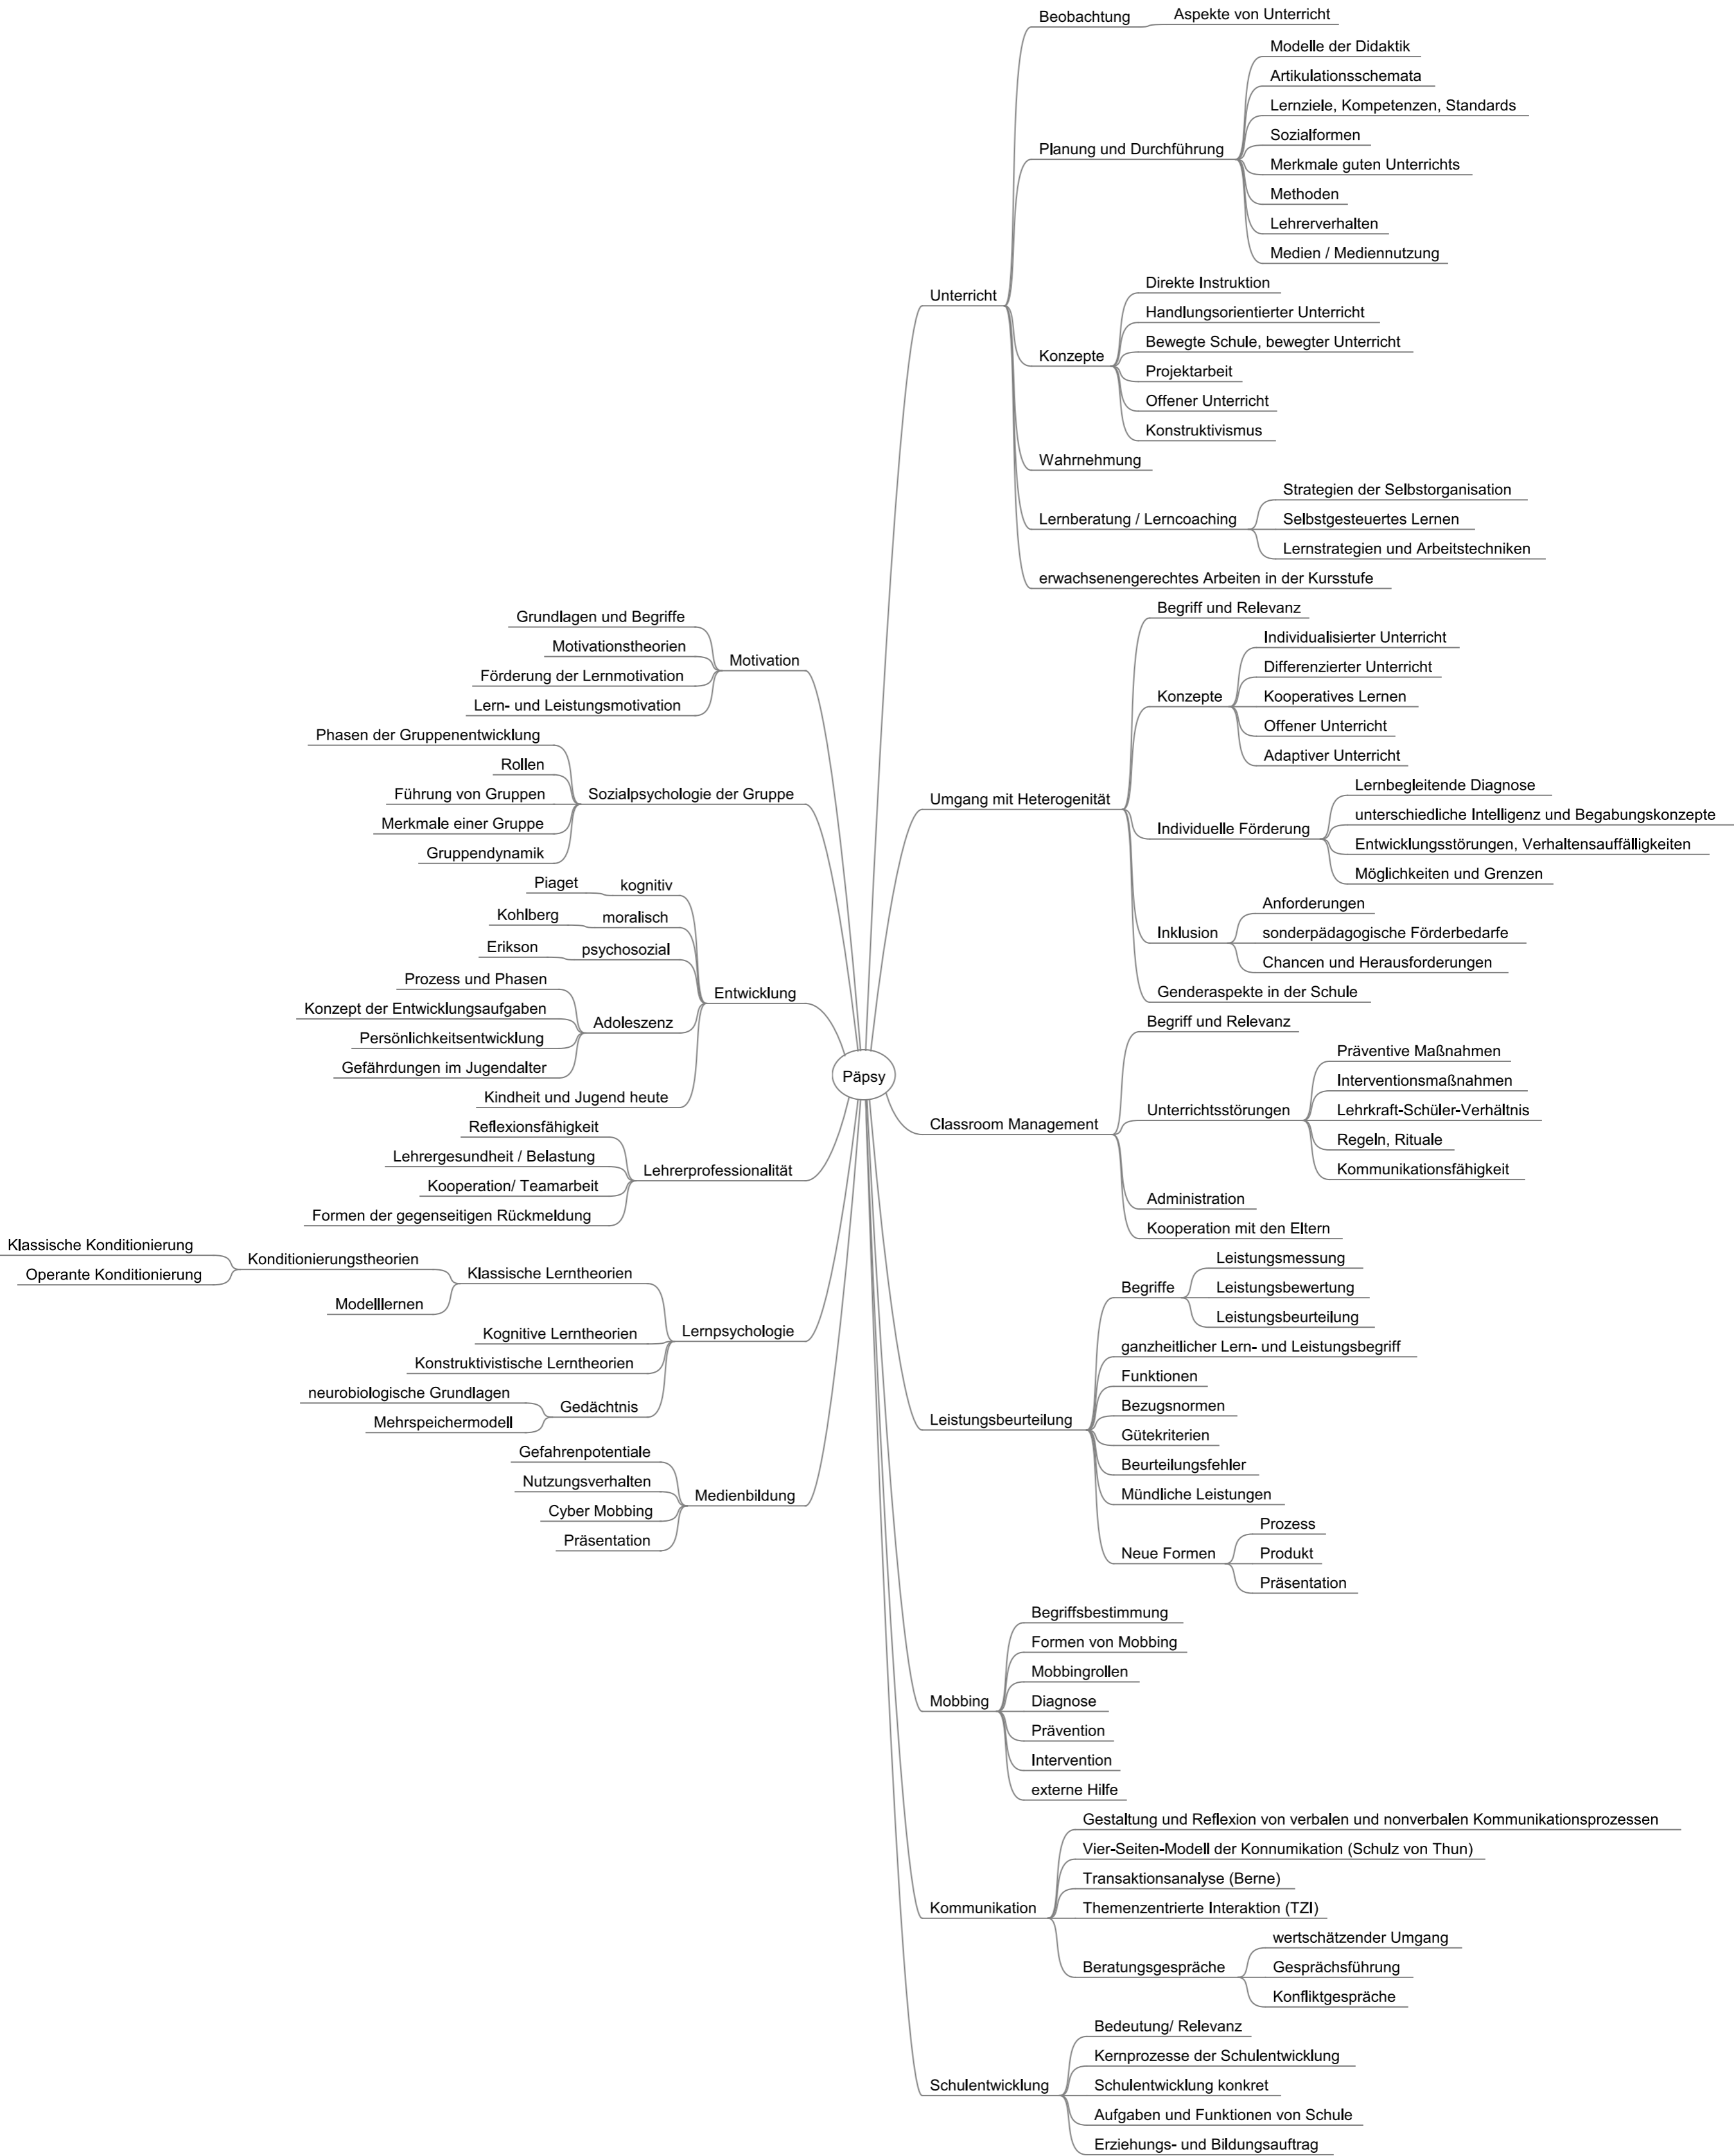 Päpsy
Unterricht
Beobachtung
Aspekte von Unterricht
Planung und Durchführung
Modelle der Didaktik
Artikulationsschemata
Lernziele, Kompetenzen, Standards
Sozialformen
Merkmale guten Unterrichts
Methoden
Lehrerverhalten
Medien / Mediennutzung
Konzepte
Direkte Instruktion
Handlungsorientierter Unterricht
Bewegte Schule, bewegter Unterricht
Projektarbeit
Offener Unterricht
Konstruktivismus
Wahrnehmung
Lernberatung / Lerncoaching
Strategien der Selbstorganisation
Selbstgesteuertes Lernen
Lernstrategien und Arbeitstechniken
erwachsenengerechtes Arbeiten in der Kursstufe
Umgang mit Heterogenität
Begriff und Relevanz
Konzepte
Individualisierter Unterricht
Differenzierter Unterricht
Kooperatives Lernen
Offener Unterricht
Adaptiver Unterricht
Individuelle Förderung
Lernbegleitende Diagnose
unterschiedliche Intelligenz und Begabungskonzepte
Entwicklungsstörungen, Verhaltensauffälligkeiten
Möglichkeiten und Grenzen
Inklusion
Anforderungen
sonderpädagogische Förderbedarfe
Chancen und Herausforderungen
Genderaspekte in der Schule
Classroom Management
Begriff und Relevanz
Unterrichtsstörungen
Präventive Maßnahmen
Interventionsmaßnahmen
Lehrkraft-Schüler-Verhältnis
Regeln, Rituale
Kommunikationsfähigkeit
Administration
Kooperation mit den Eltern
Leistungsbeurteilung
Begriffe
Leistungsmessung
Leistungsbewertung
Leistungsbeurteilung
ganzheitlicher Lern- und Leistungsbegriff
Funktionen
Bezugsnormen
Gütekriterien
Beurteilungsfehler
Mündliche Leistungen
Neue Formen
Prozess
Produkt
Präsentation
Mobbing
Begriffsbestimmung
Formen von Mobbing
Mobbingrollen
Diagnose
Prävention
Intervention
externe Hilfe
Kommunikation
Gestaltung und Reflexion von verbalen und nonverbalen Kommunikationsprozessen
Vier-Seiten-Modell der Konnumikation (Schulz von Thun)
Transaktionsanalyse (Berne)
Themenzentrierte Interaktion (TZI)
Beratungsgespräche
wertschätzender Umgang
Gesprächsführung
Konfliktgespräche
Schulentwicklung
Bedeutung/ Relevanz
Kernprozesse der Schulentwicklung
Schulentwicklung konkret
Aufgaben und Funktionen von Schule
Erziehungs- und Bildungsauftrag
Motivation
Grundlagen und Begriffe
Motivationstheorien
Förderung der Lernmotivation
Lern- und Leistungsmotivation
Sozialpsychologie der Gruppe
Phasen der Gruppenentwicklung
Rollen
Führung von Gruppen
Merkmale einer Gruppe
Gruppendynamik
Entwicklung
kognitiv
Piaget
moralisch
Kohlberg
psychosozial
Erikson
Adoleszenz
Prozess und Phasen
Konzept der Entwicklungsaufgaben
Persönlichkeitsentwicklung
Gefährdungen im Jugendalter
Kindheit und Jugend heute
Lehrerprofessionalität
Reflexionsfähigkeit
Lehrergesundheit / Belastung
Kooperation/ Teamarbeit
Formen der gegenseitigen Rückmeldung
Lernpsychologie
Klassische Lerntheorien
Konditionierungstheorien
Klassische Konditionierung
Operante Konditionierung
Modelllernen
Kognitive Lerntheorien
Konstruktivistische Lerntheorien
Gedächtnis
neurobiologische Grundlagen
Mehrspeichermodell
Medienbildung
Gefahrenpotentiale
Nutzungsverhalten
Cyber Mobbing
Präsentation